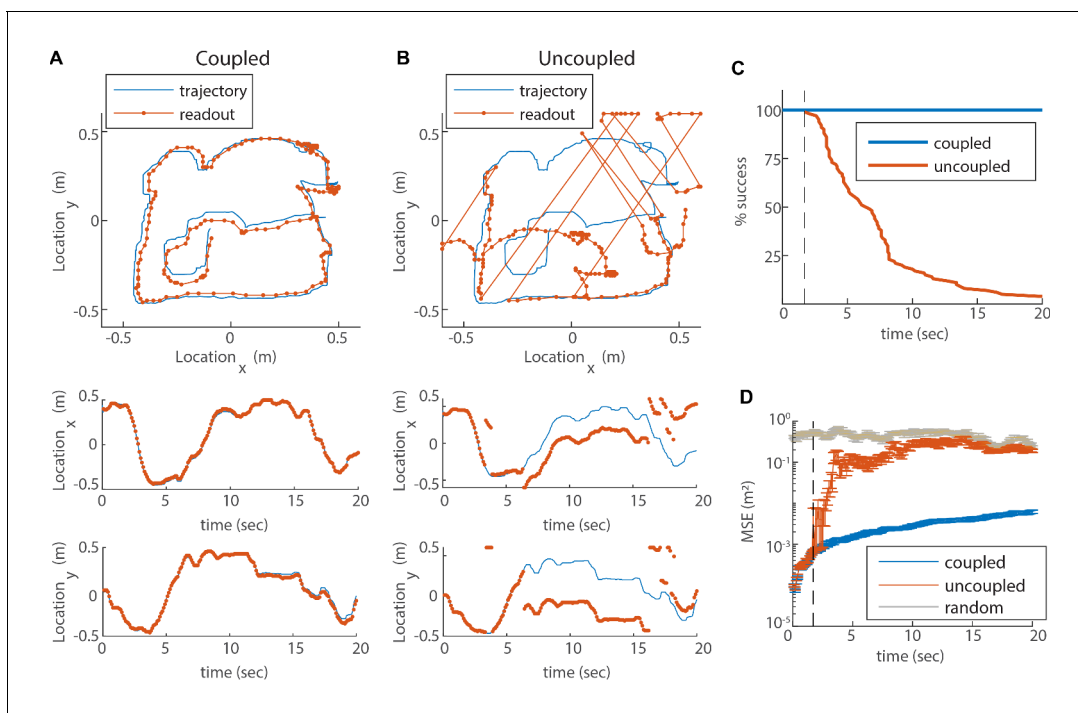 A
Coupled
trajectory
readout
Location y (m)
0.5
0
-0.5
-0.5
0
0.5
Location x (m)
B
Uncoupled
trajectory
readout
Location y (m)
0.5
0
-0.5
-0.5
0
0.5
Location x (m)
C
% success
100
75
50
25
coupled
uncoupled
5
10
15
20
time (sec)
Location x (m)
0.5
0
-0.5
0
5
10
15
20
time (sec)
Location x (m)
0.5
0
-0.5
0
5
10
15
20
time (sec)
Location y (m)
0.5
0
-0.5
0
5
10
15
20
time (sec)
Location y (m)
0.5
0
-0.5
0
5
10
15
20
time (sec)
D
MSE (m²)
10⁰
10⁻¹
10⁻³
10⁻⁵
coupled
uncoupled
random
0
5
10
15
20
time (sec)